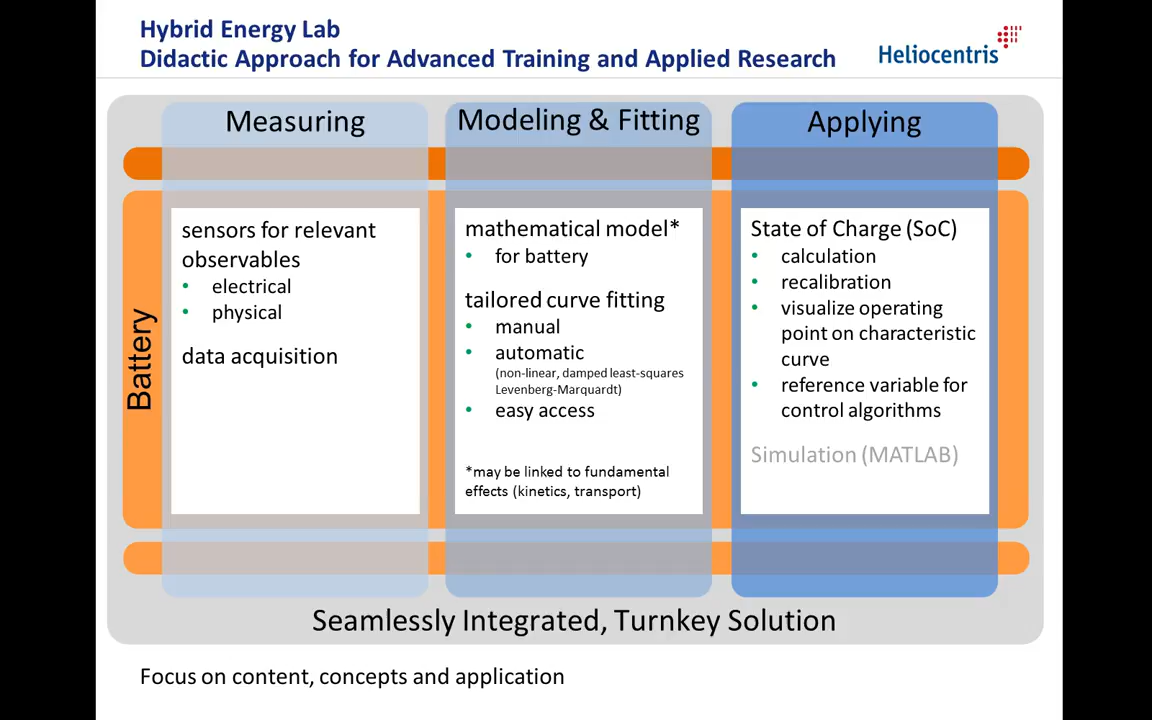 Hybrid Energy Lab
Didactic Approach for Advanced Training and Applied Research
Heliocentris
Measuring
Modeling & Fitting
Applying
Battery
sensors for relevant
observables
• electrical
• physical
data acquisition
mathematical model*
• for battery
tailored curve fitting
• manual
• automatic
(non-linear, damped least-squares
Levenberg-Marquardt)
• easy access
*may be linked to fundamental
effects (kinetics, transport)
State of Charge (SoC)
• calculation
• recalibration
• visualize operating
point on characteristic
curve
• reference variable for
control algorithms
Simulation (MATLAB)
Seamlessly Integrated, Turnkey Solution
Focus on content, concepts and application